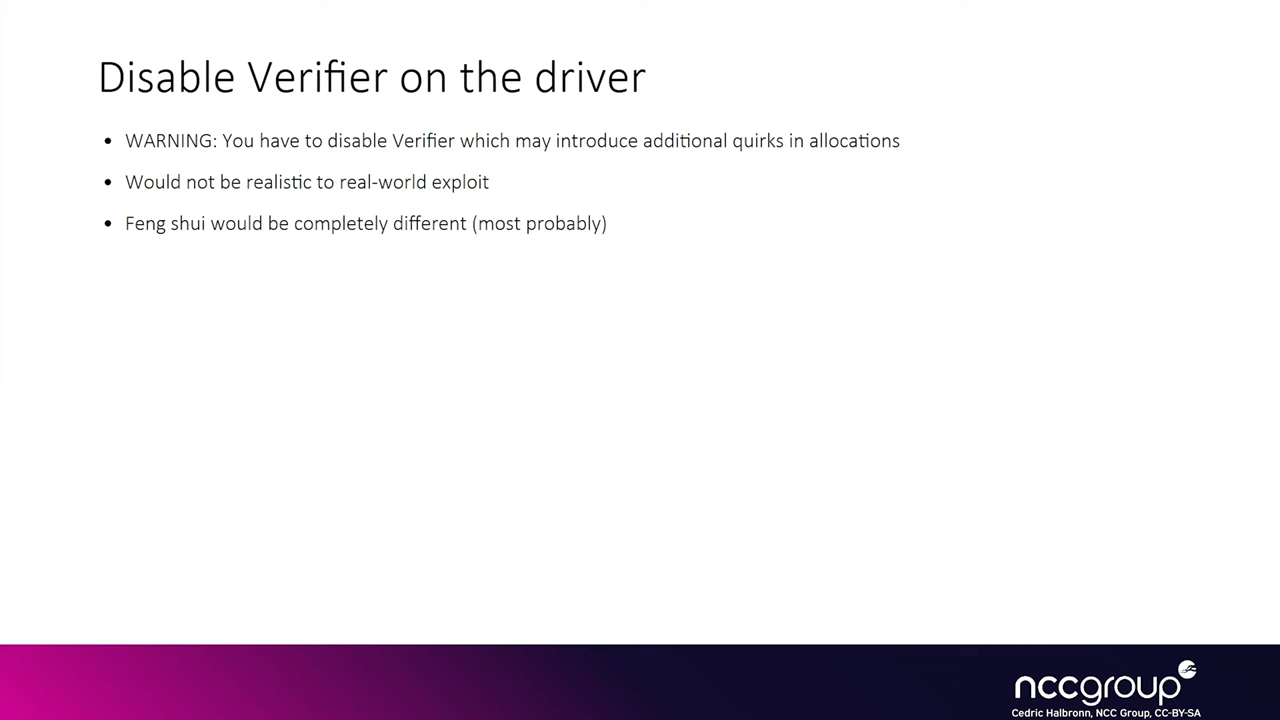 Disable Verifier on the driver
• WARNING: You have to disable Verifier which may introduce additional quirks in allocations
• Would not be realistic to real-world exploit
• Feng shui would be completely different (most probably)
nccgroup
Cedric Halbronn, NCC Group, CC-BY-SA